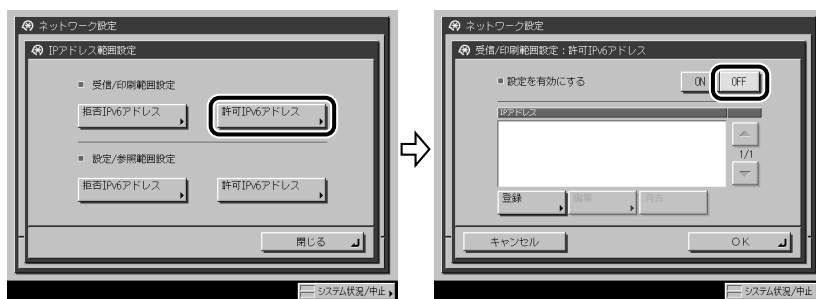 ネットワーク設定
IPアドレス範囲設定
■ 受信/印刷範囲設定
拒否IPv6アドレス
許可IPv6アドレス
■ 設定/参照範囲設定
拒否IPv6アドレス
許可IPv6アドレス
閉じる
システム状況/中止
ネットワーク設定
受信/印刷範囲設定：許可IPv6アドレス
■ 設定を有効にする
ON
OFF
IPアドレス
1/1
登録
編集
消去
キャンセル
OK
システム状況/中止